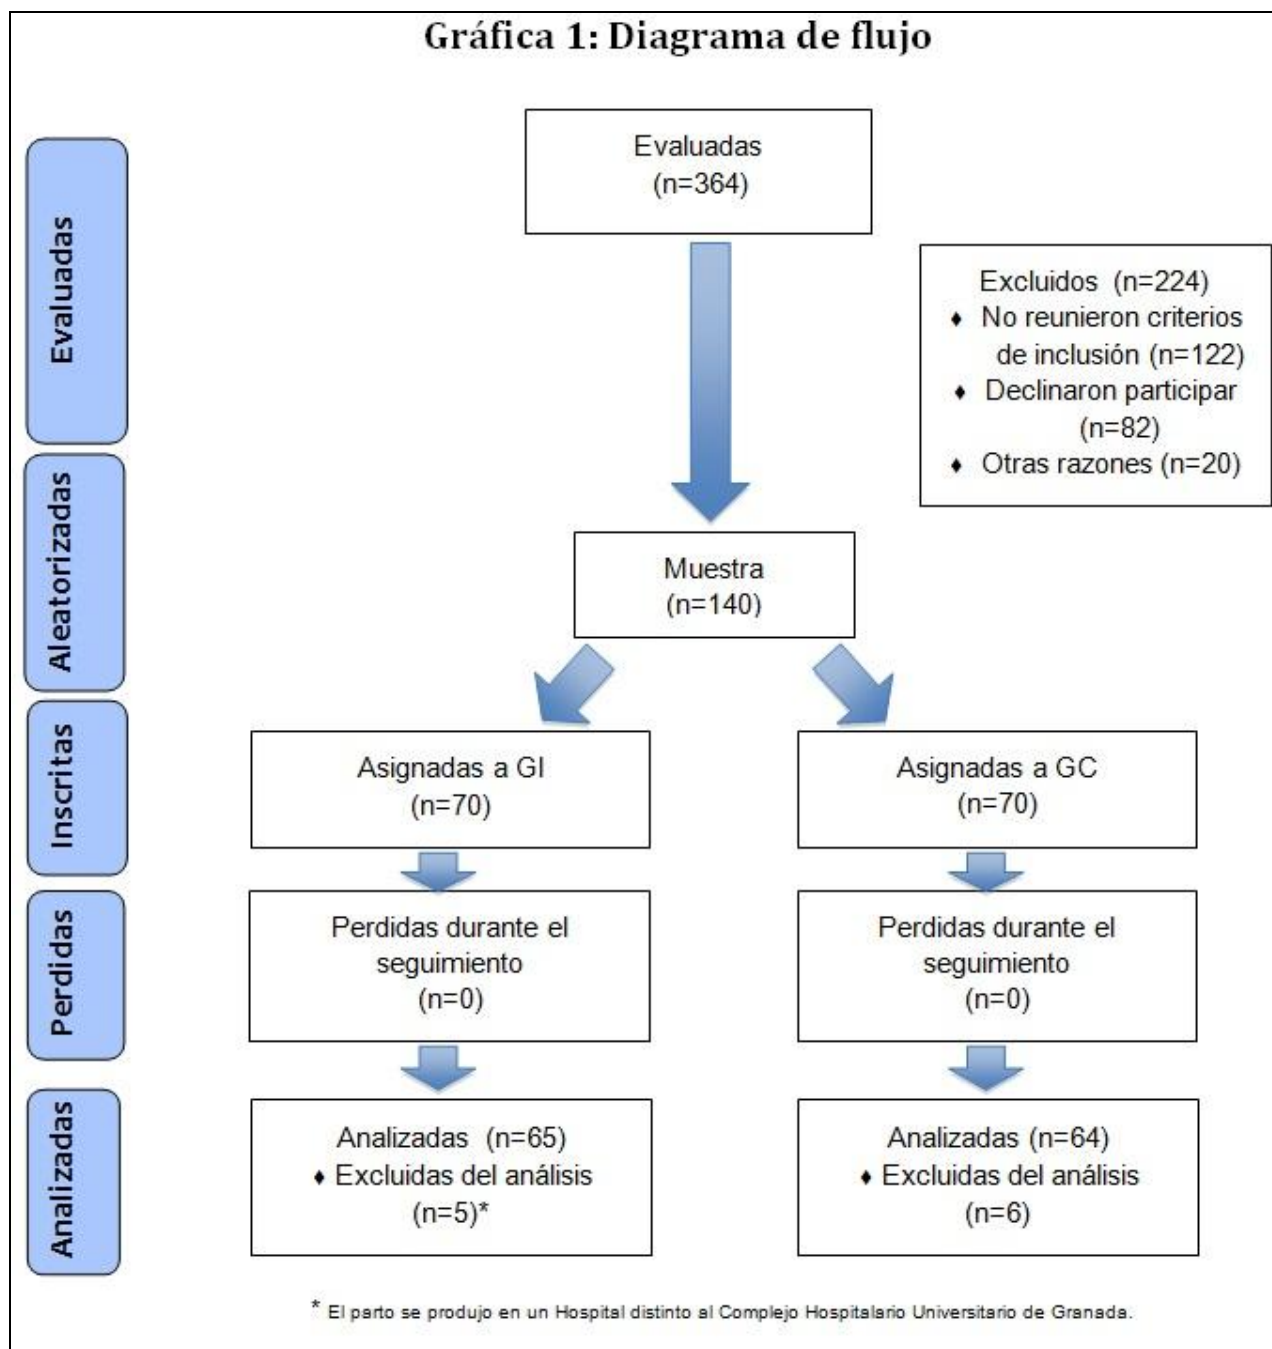 Gráfica 1: Diagrama de flujo
Evaluadas
Evaluadas
(n=364)
Excluidos (n=224)
♦ No reunieron criterios
de inclusión (n=122)
♦ Declinaron participar
(n=82)
♦ Otras razones (n=20)
Aleatorizadas
Muestra
(n=140)
Inscritas
Asignadas a GI
(n=70)
Asignadas a GC
(n=70)
Perdidas
Perdidas durante el
seguimiento
(n=0)
Perdidas durante el
seguimiento
(n=0)
Analizadas
Analizadas (n=65)
♦ Excluidas del análisis
(n=5)*
Analizadas (n=64)
♦ Excluidas del análisis
(n=6)
* El parto se produjo en un Hospital distinto al Complejo Hospitalario Universitario de Granada.